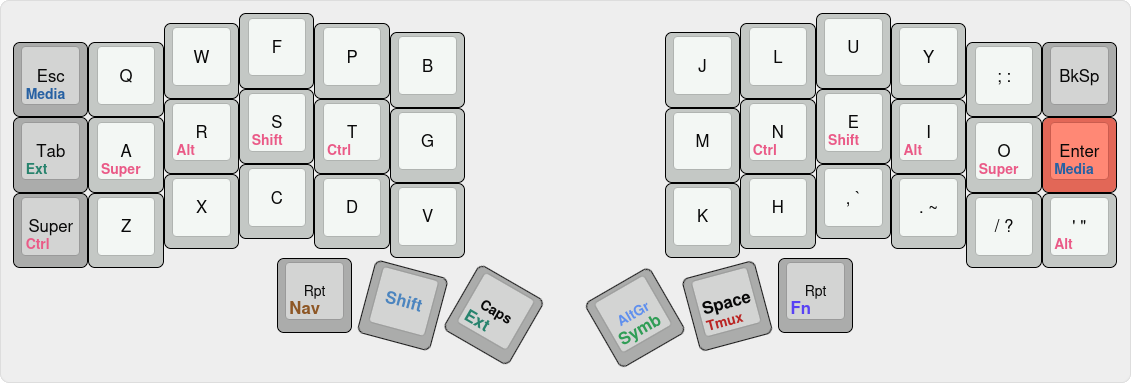 Esc
Media
Q
W
F
P
B
J
L
U
Y
; :
BkSp
Tab
Ext
A
Super
R
Alt
S
Shift
T
Ctrl
G
M
N
Ctrl
E
Shift
I
Alt
O
Super
Enter
Media
Super
Ctrl
Z
X
C
D
V
K
H
, `
. ~
/ ?
' "
Alt
Rpt
Nav
Shift
Caps
Ext
AltGr
Symb
Space
Tmux
Rpt
Fn